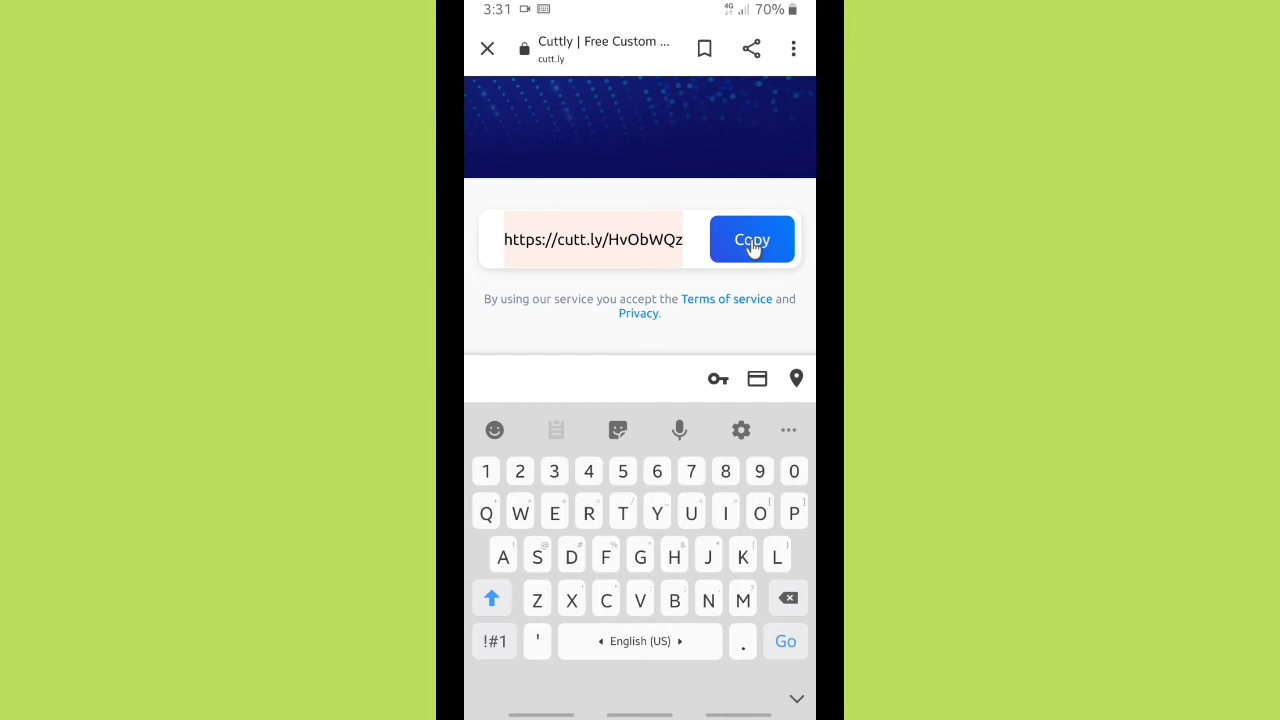 3:31
4G 70%
Cuttly | Free Custom ...
cutt.ly
https://cutt.ly/HvObWQz
Copy
By using our service you accept the Terms of service and
Privacy.
1 2 3 4 5 6 7 8 9 0
Q W E R T Y U I O P
A S D F G H J K L
Z X C V B N M
!#1 ' English (US) . Go